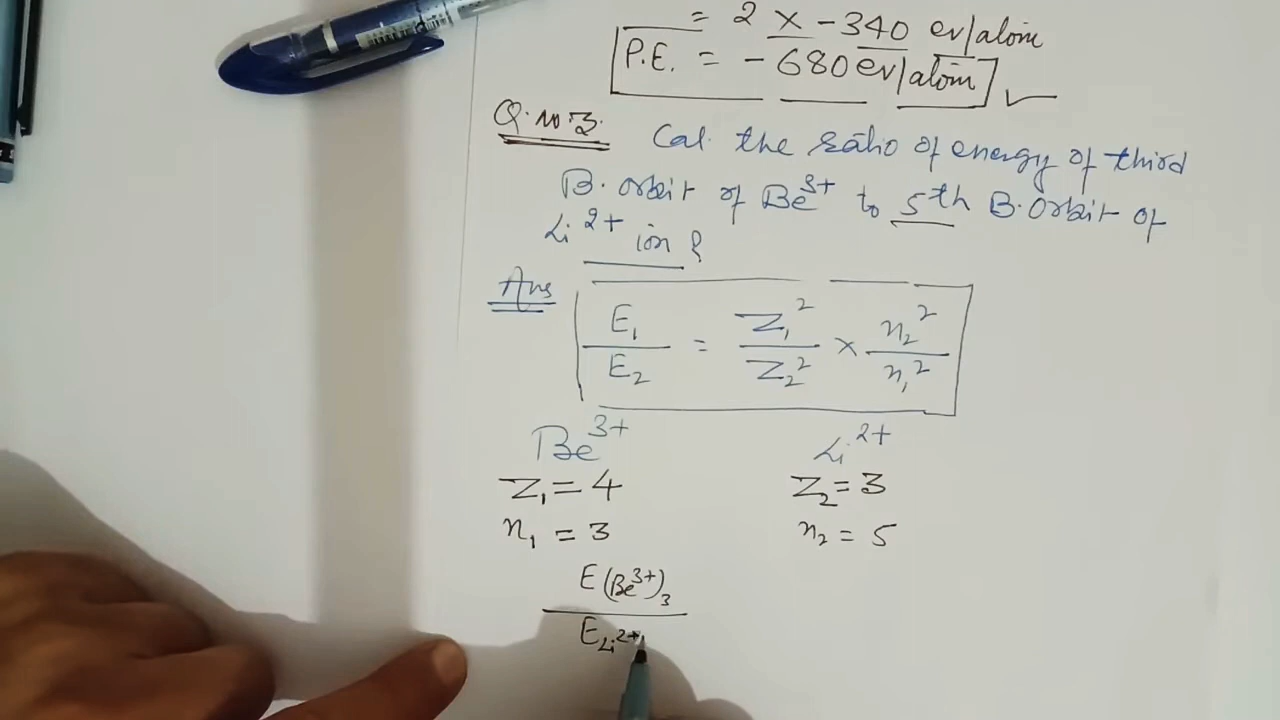 = 2 x -340 ev/atom
P.E. = -680 ev/atom
Q.no.3. Cal. the ratio of energy of third
B. orbit of Be³⁺ to 5th B. orbit of
Li²⁺ ion ?
Ans E₁/E₂ = Z₁²/Z₂² × n₂²/n₁²
Be³⁺ Li²⁺
Z₁ = 4 Z₂ = 3
n₁ = 3 n₂ = 5
E(Be³⁺)₃
E Li²⁺